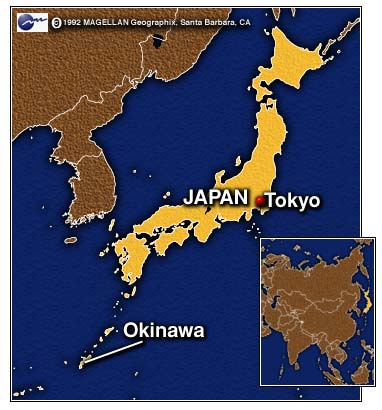 © 1992 MAGELLAN Geographix, Santa Barbara, CA
JAPAN
Tokyo
Okinawa